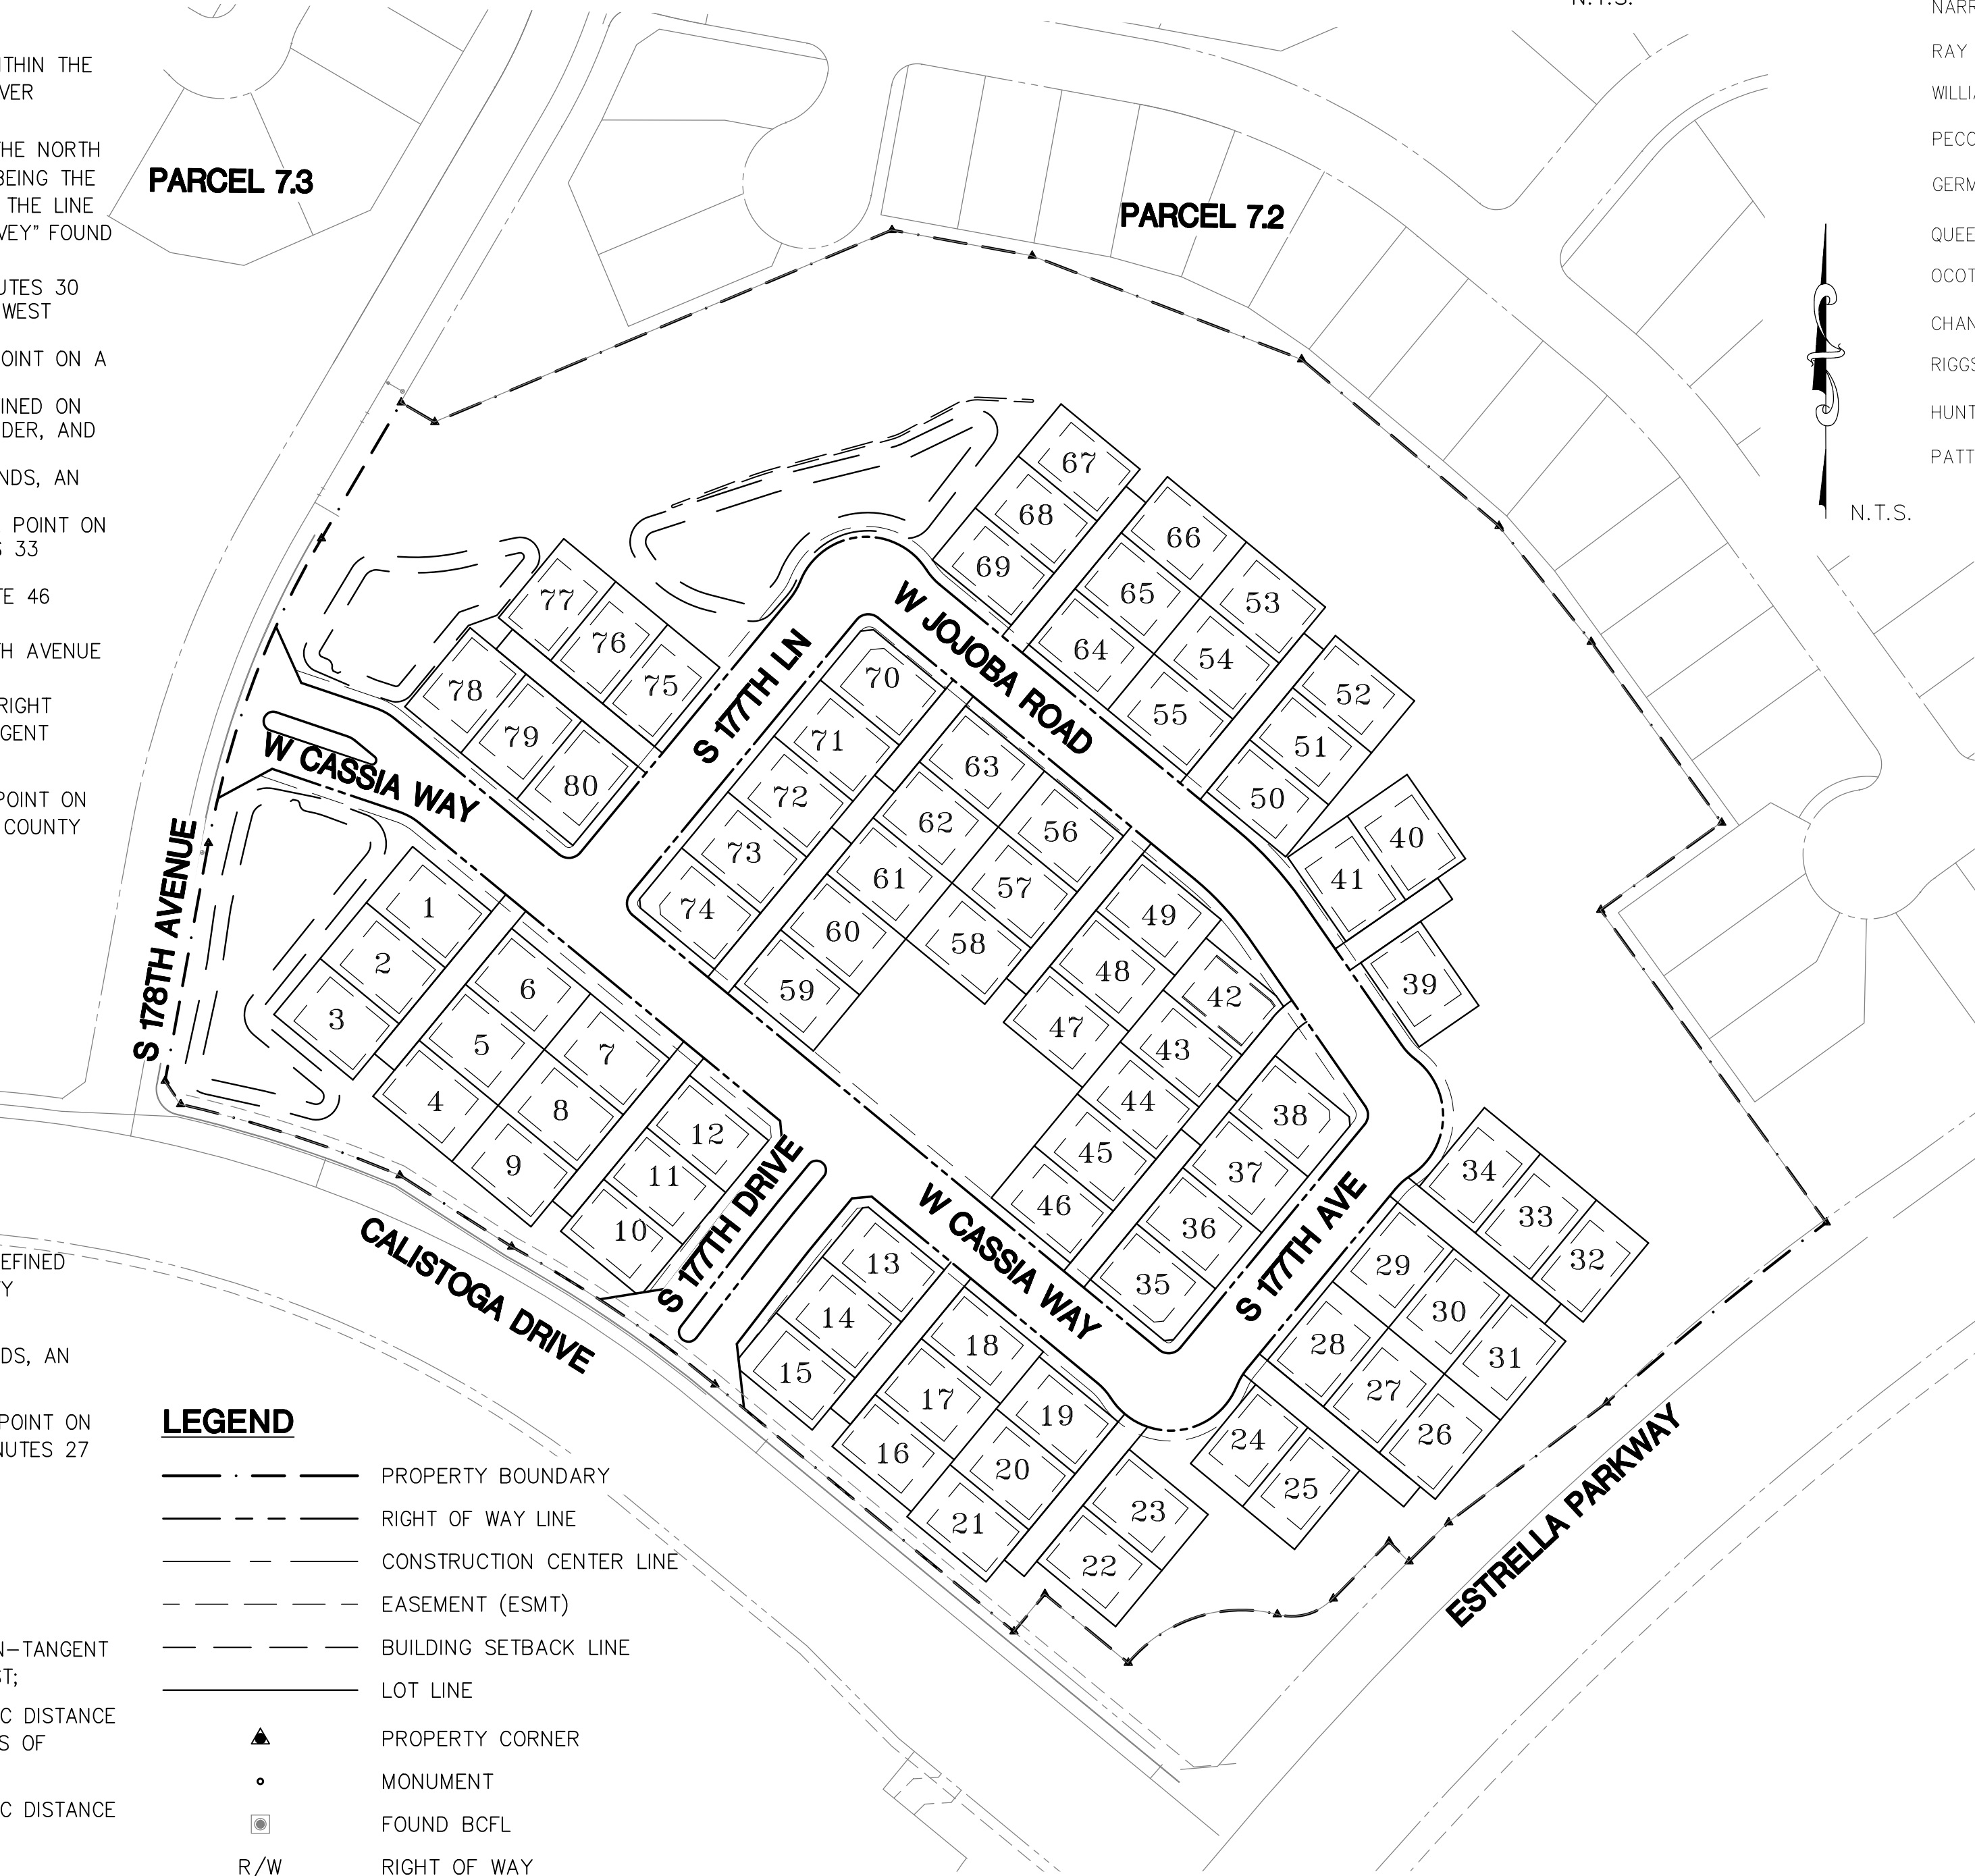 N.T.S.
ITHIN THE
VER
THE NORTH
BEING THE
THE LINE
VEY" FOUND
UTES 30
WEST
OINT ON A
INED ON
DER, AND
NDS, AN
POINT ON
S 33
TE 46
TH AVENUE
RIGHT
GENT
POINT ON
COUNTY
EFINED
Y
DS, AN
POINT ON
NUTES 27
N-TANGENT
ST;
C DISTANCE
S OF
C DISTANCE
PARCEL 7.3
PARCEL 7.2
NARR
RAY
WILLIA
PECO
GERM
QUEE
OCOT
CHAN
RIGGS
HUNT
PATT
N.T.S.
67
68
69
66
65
64
53
54
55
52
51
50
77
76
75
78
79
80
S 177TH LN
W JOJOBA ROAD
W CASSIA WAY
S 178TH AVENUE
70
71
72
73
74
63
62
61
60
59
56
57
58
40
41
39
49
48
47
42
43
44
45
46
38
37
36
35
1
2
3
6
5
4
7
8
9
12
11
10
S 177TH DRIVE
CALISTOGA DRIVE
W CASSIA WAY
S 177TH AVE
13
14
15
18
17
16
19
20
21
23
22
24
25
34
33
32
29
30
31
28
27
26
ESTRELLA PARKWAY
LEGEND
PROPERTY BOUNDARY
RIGHT OF WAY LINE
CONSTRUCTION CENTER LINE
EASEMENT (ESMT)
BUILDING SETBACK LINE
LOT LINE
PROPERTY CORNER
MONUMENT
FOUND BCFL
R/W RIGHT OF WAY